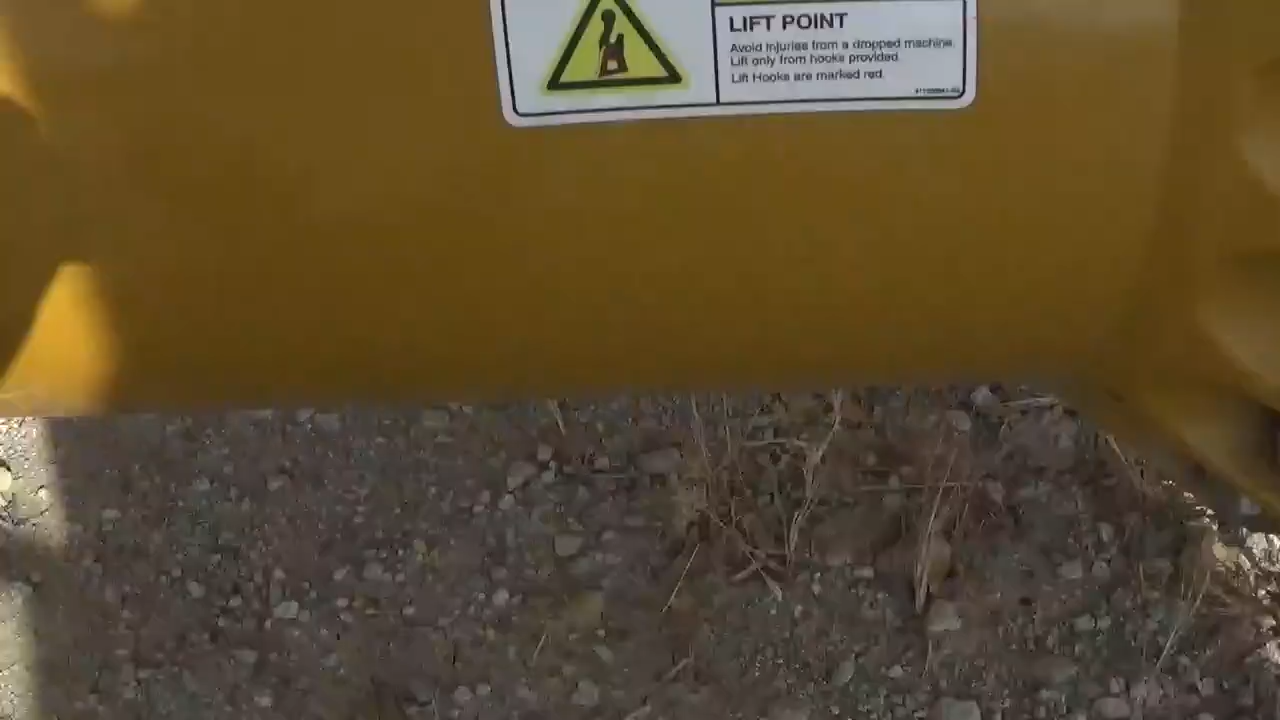 LIFT POINT
Avoid injuries from a dropped machine.
Lift only from hooks provided.
Lift Hooks are marked red.